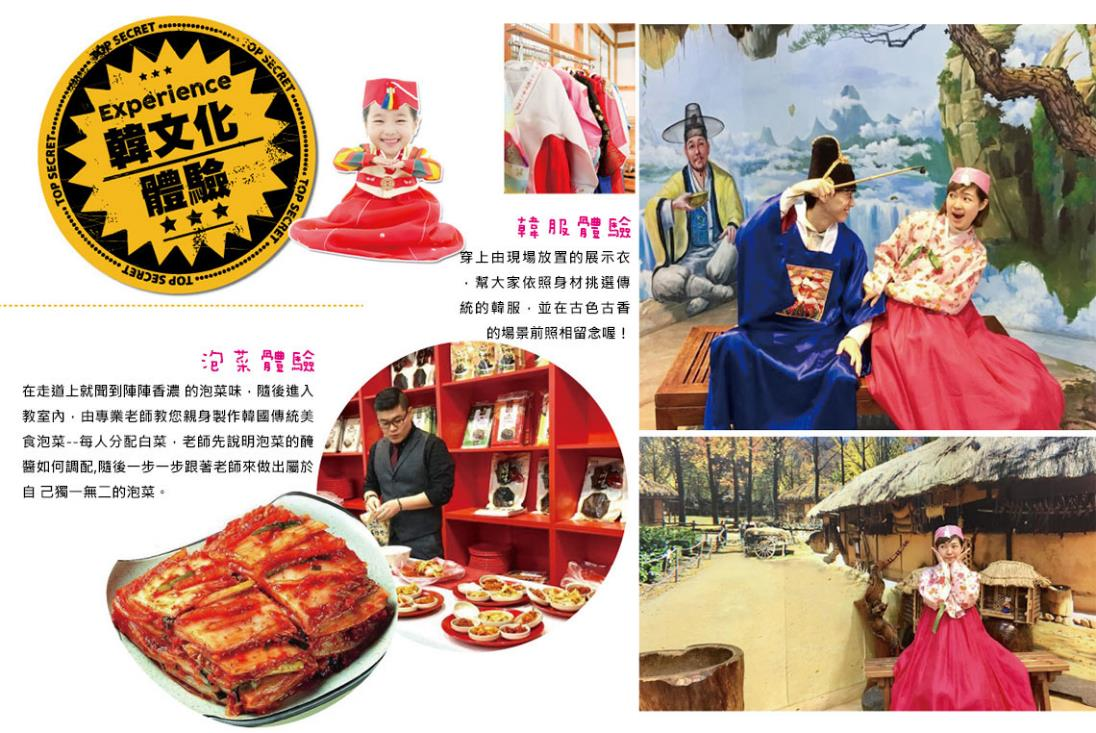 TOP SECRET
TOP SECRET
TOP SECRET
TOP SECRET
TOP SECRET
Experience
韓文化
體驗
韓服體驗
穿上由現場放置的展示衣
，幫大家依照身材挑選傳
統的韓服，並在古色古香
的場景前照相留念喔！
泡菜體驗
在走道上就聞到陣陣香濃 的泡菜味，隨後進入
教室內，由專業老師教您親身製作韓國傳統美
食泡菜--每人分配白菜，老師先說明泡菜的醃
醬如何調配,隨後一步一步跟著老師來做出屬於
自 己獨一無二的泡菜。